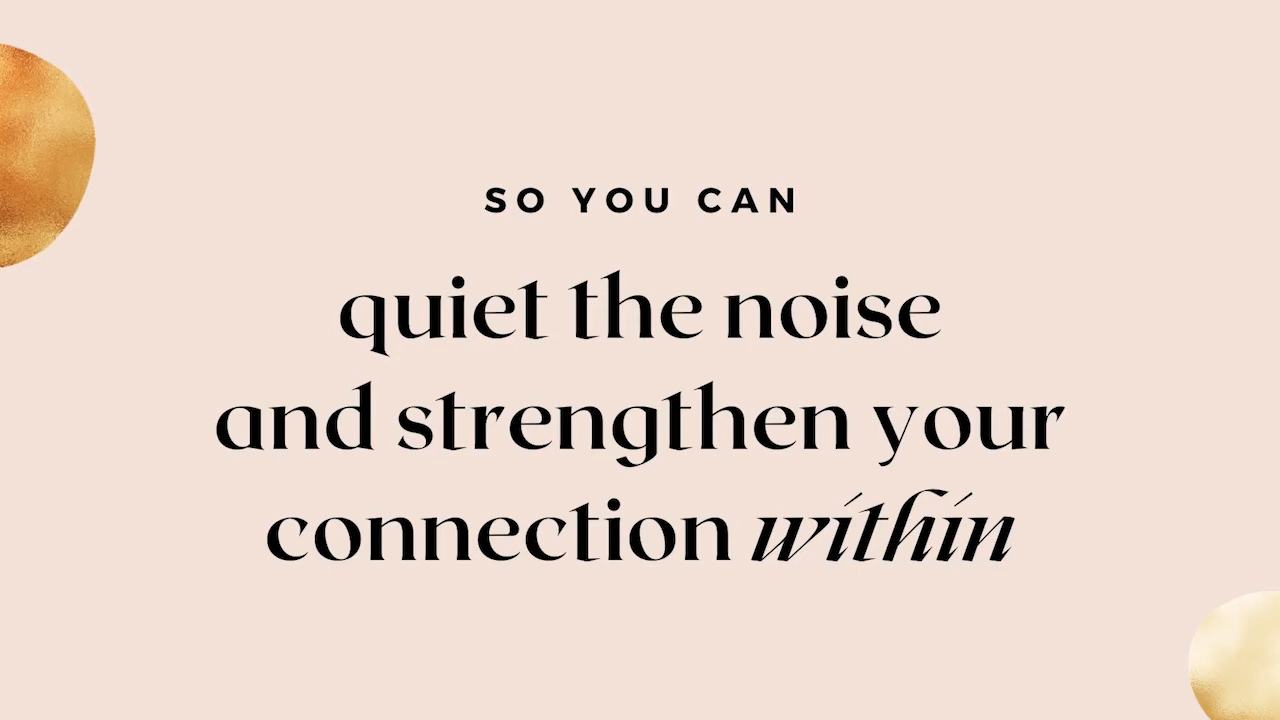 SO YOU CAN
quiet the noise
and strengthen your
connection within